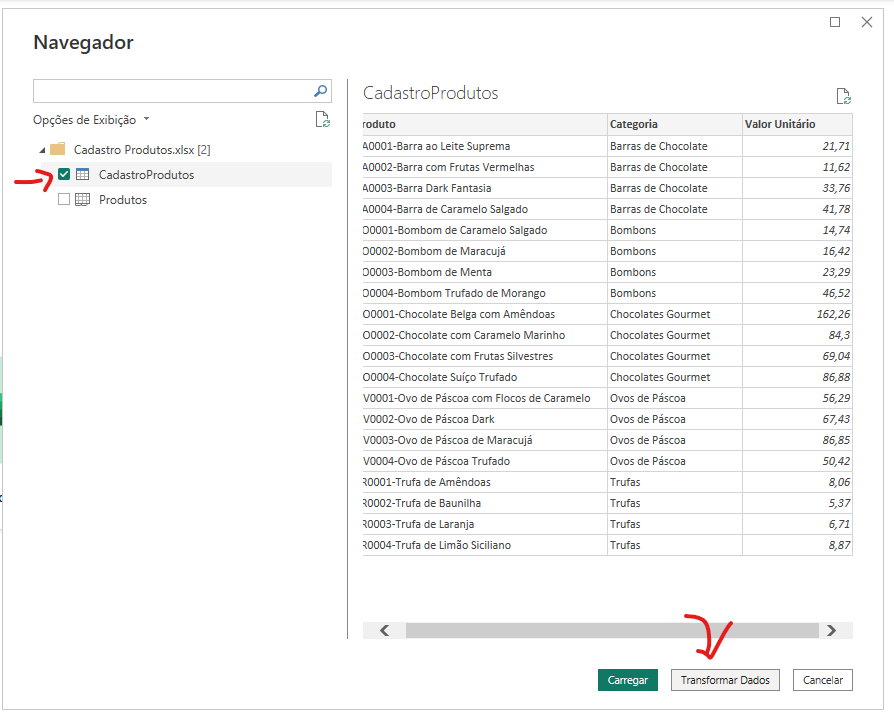 Navegador
Opções de Exibição
Cadastro Produtos.xlsx [2]
CadastroProdutos
Produtos
CadastroProdutos
roduto Categoria Valor Unitário
A0001-Barra ao Leite Suprema Barras de Chocolate 21,71
A0002-Barra com Frutas Vermelhas Barras de Chocolate 11,62
A0003-Barra Dark Fantasia Barras de Chocolate 33,76
A0004-Barra de Caramelo Salgado Barras de Chocolate 41,78
O0001-Bombom de Caramelo Salgado Bombons 14,74
O0002-Bombom de Maracujá Bombons 16,42
O0003-Bombom de Menta Bombons 23,29
O0004-Bombom Trufado de Morango Bombons 46,52
O0001-Chocolate Belga com Amêndoas Chocolates Gourmet 162,26
O0002-Chocolate com Caramelo Marinho Chocolates Gourmet 84,3
O0003-Chocolate com Frutas Silvestres Chocolates Gourmet 69,04
O0004-Chocolate Suíço Trufado Chocolates Gourmet 86,88
V0001-Ovo de Páscoa com Flocos de Caramelo Ovos de Páscoa 56,29
V0002-Ovo de Páscoa Dark Ovos de Páscoa 67,43
V0003-Ovo de Páscoa de Maracujá Ovos de Páscoa 86,85
V0004-Ovo de Páscoa Trufado Ovos de Páscoa 50,42
R0001-Trufa de Amêndoas Trufas 8,06
R0002-Trufa de Baunilha Trufas 5,37
R0003-Trufa de Laranja Trufas 6,71
R0004-Trufa de Limão Siciliano Trufas 8,87
Carregar Transformar Dados Cancelar